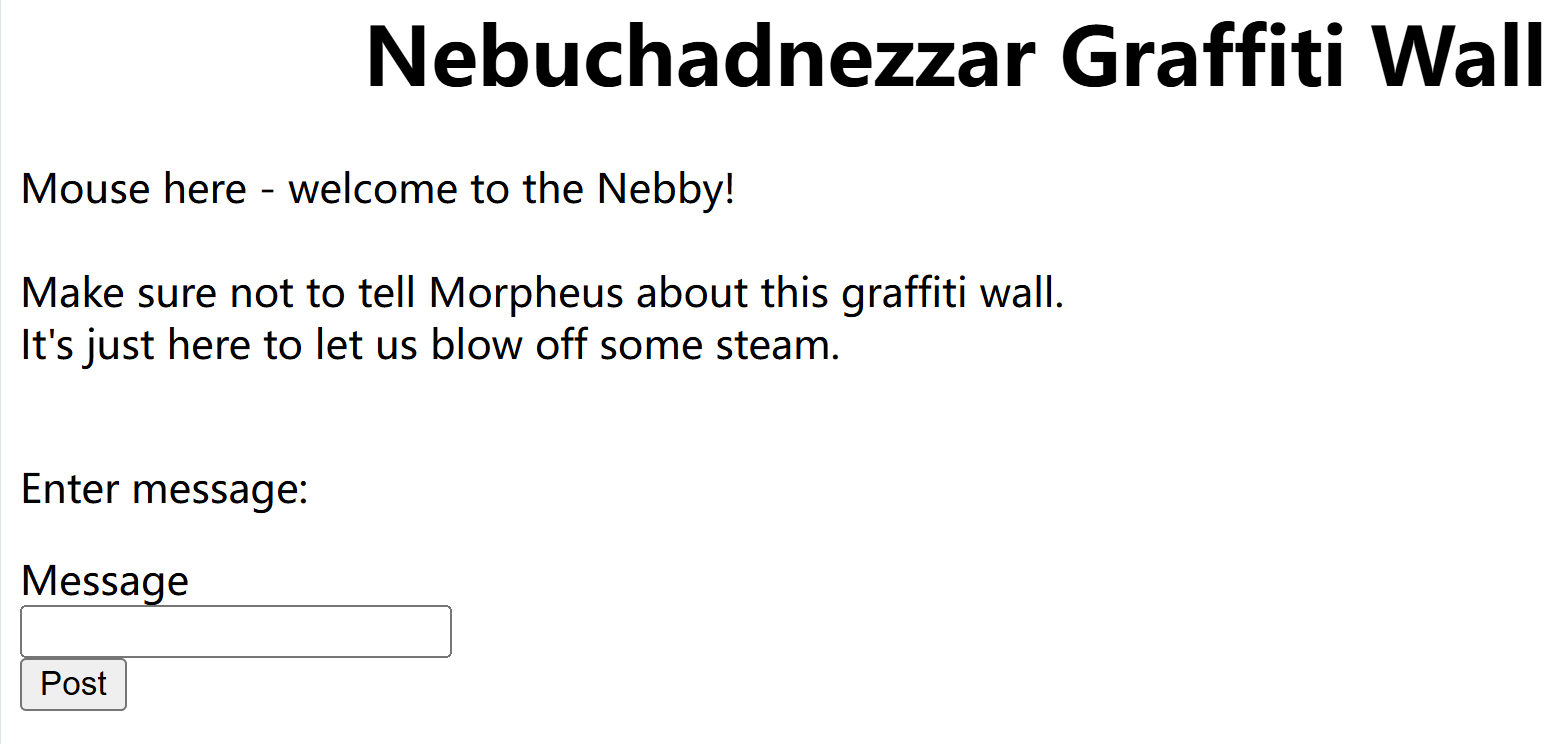 Nebuchadnezzar Graffiti Wall
Mouse here - welcome to the Nebby!
Make sure not to tell Morpheus about this graffiti wall.
It's just here to let us blow off some steam.
Enter message:
Message
Post